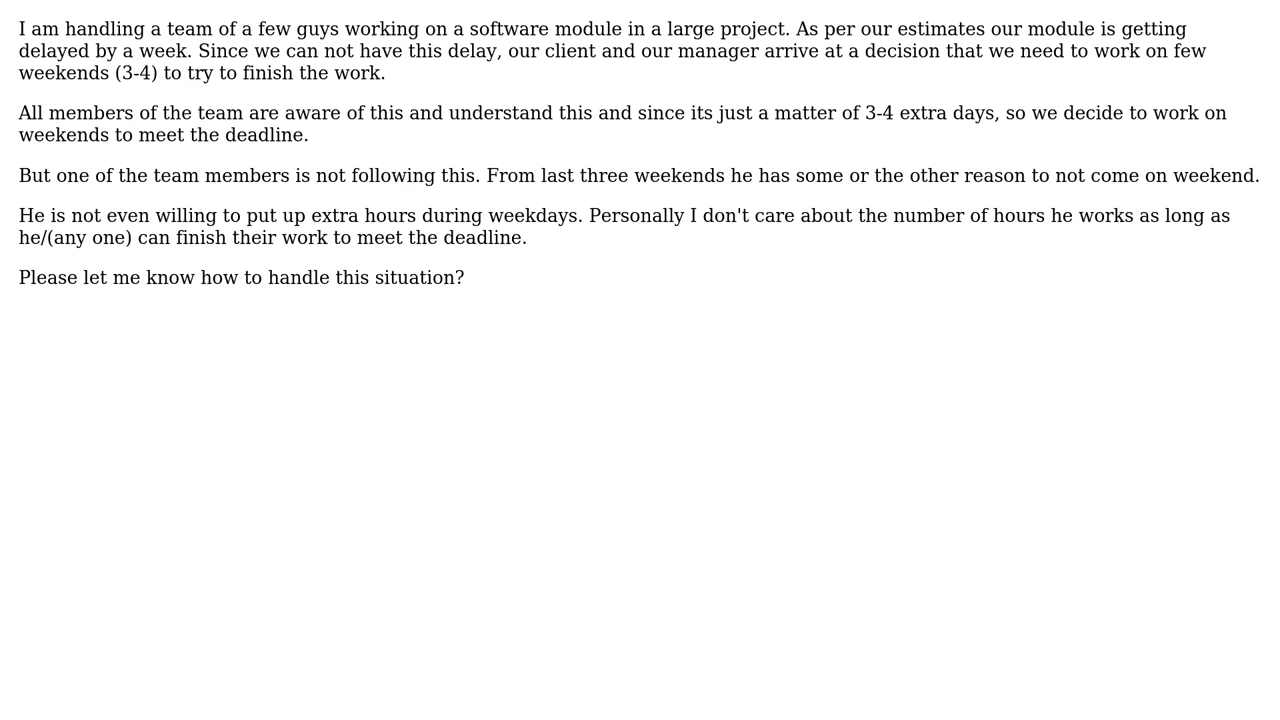 I am handling a team of a few guys working on a software module in a large project. As per our estimates our module is getting
delayed by a week. Since we can not have this delay, our client and our manager arrive at a decision that we need to work on few
weekends (3-4) to try to finish the work.
All members of the team are aware of this and understand this and since its just a matter of 3-4 extra days, so we decide to work on
weekends to meet the deadline.
But one of the team members is not following this. From last three weekends he has some or the other reason to not come on weekend.
He is not even willing to put up extra hours during weekdays. Personally I don't care about the number of hours he works as long as
he/(any one) can finish their work to meet the deadline.
Please let me know how to handle this situation?